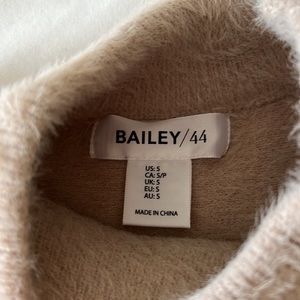 BAILEY/44
US: S
CA: S/P
UK: S
EU: S
AU: S
MADE IN CHINA